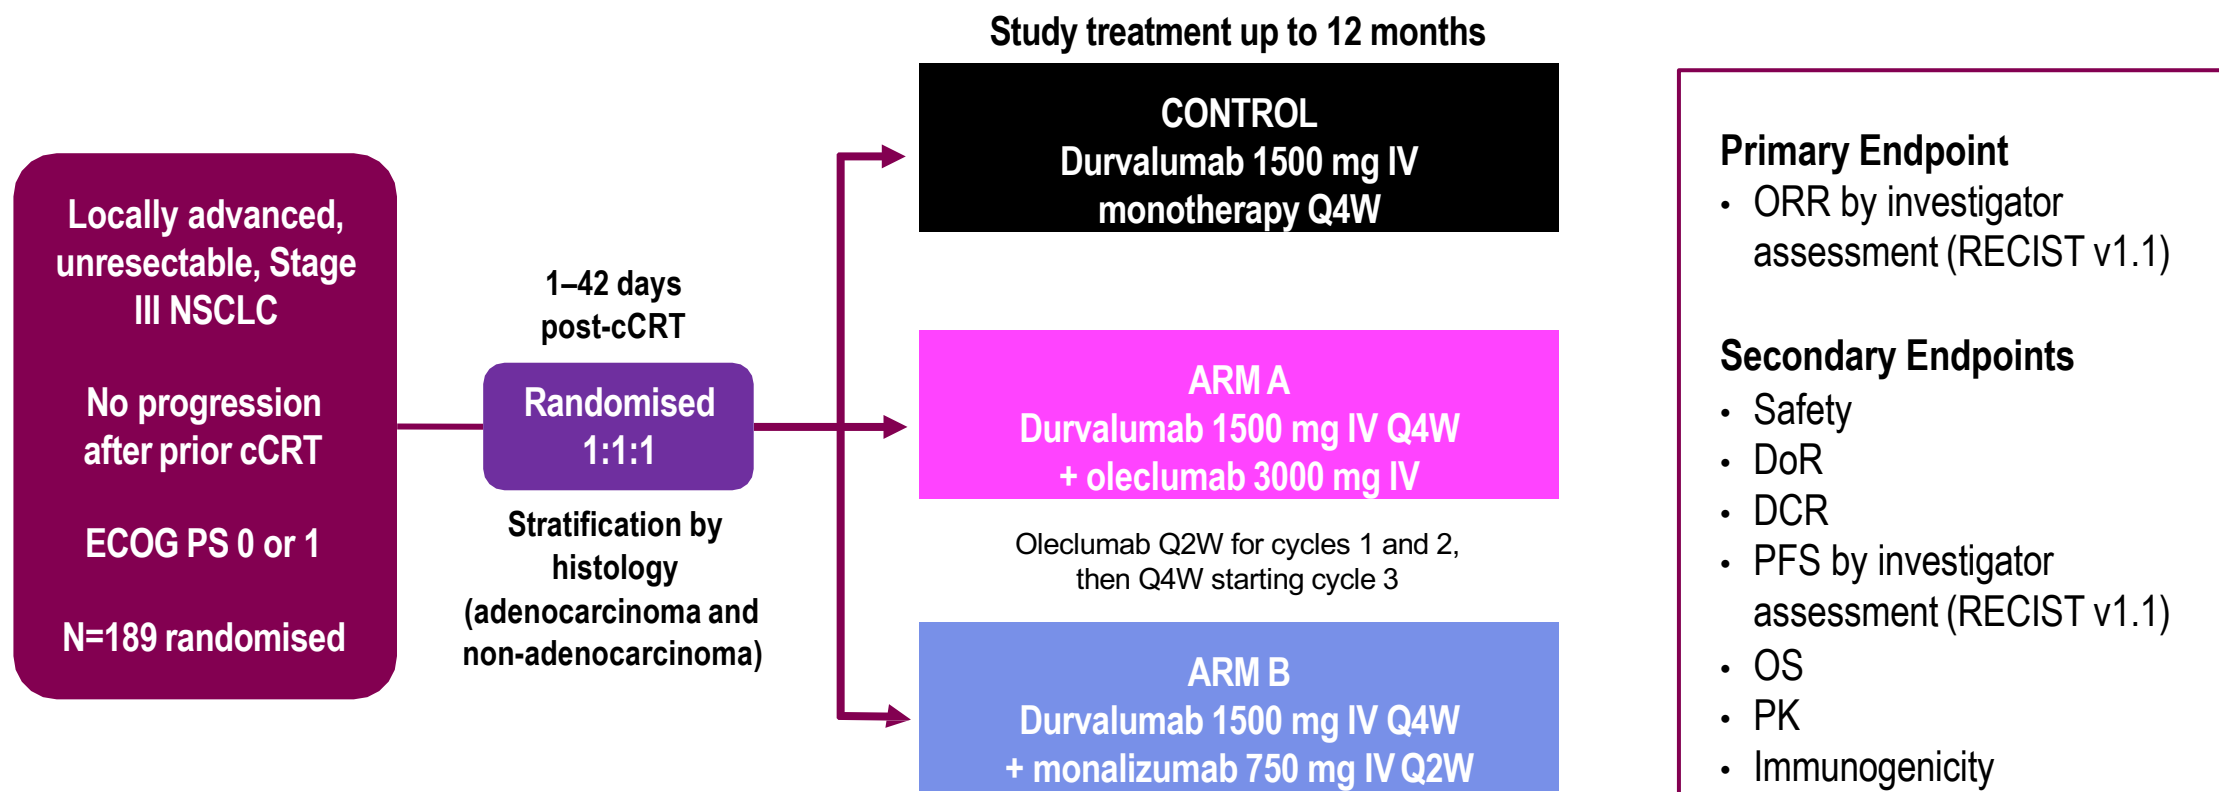 Study treatment up to 12 months
Locally advanced,
unresectable, Stage
III NSCLC
No progression
after prior cCRT
ECOG PS 0 or 1
N=189 randomised
1–42 days
post-cCRT
Randomised
1:1:1
Stratification by
histology
(adenocarcinoma and
non-adenocarcinoma)
CONTROL
Durvalumab 1500 mg IV
monotherapy Q4W
ARM A
Durvalumab 1500 mg IV Q4W
+ oleclumab 3000 mg IV
Oleclumab Q2W for cycles 1 and 2,
then Q4W starting cycle 3
ARM B
Durvalumab 1500 mg IV Q4W
+ monalizumab 750 mg IV Q2W
Primary Endpoint
• ORR by investigator
assessment (RECIST v1.1)
Secondary Endpoints
• Safety
• DoR
• DCR
• PFS by investigator
assessment (RECIST v1.1)
• OS
• PK
• Immunogenicity